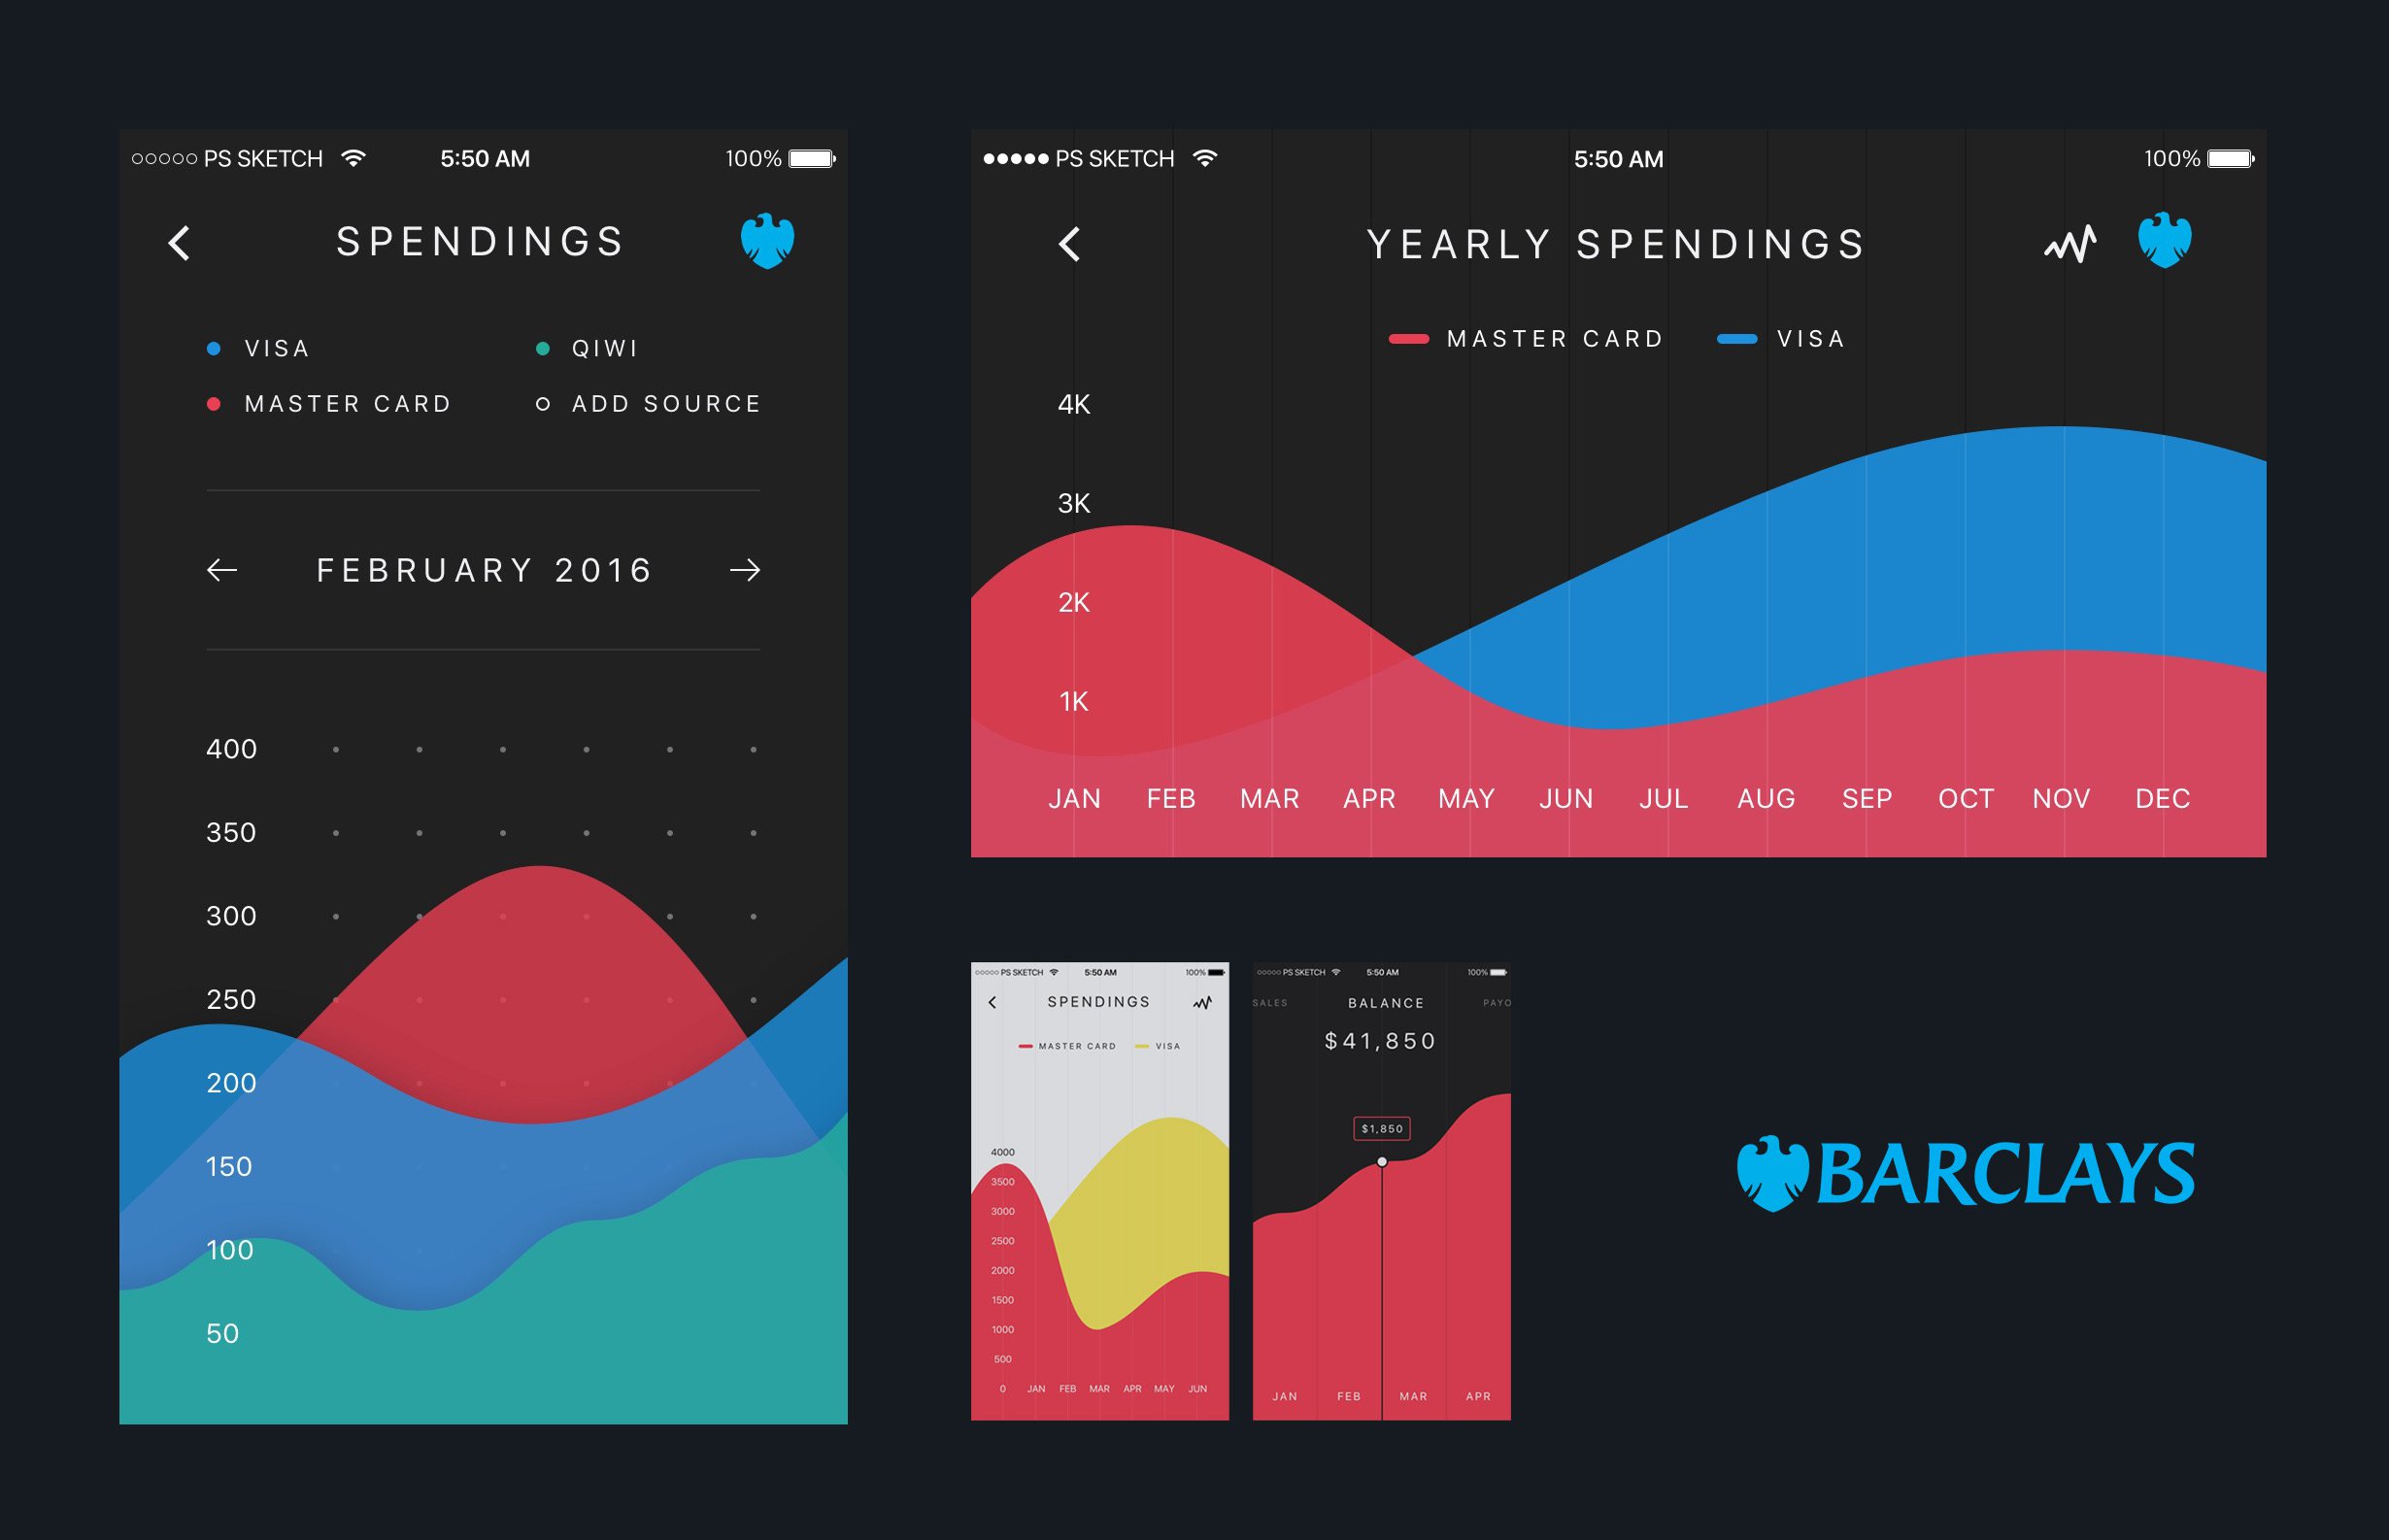 PS SKETCH 5:50 AM 100%
SPENDINGS
VISA QIWI
MASTER CARD ADD SOURCE
FEBRUARY 2016
400
350
300
250
200
150
100
50
PS SKETCH 5:50 AM 100%
YEARLY SPENDINGS
MASTER CARD VISA
4K
3K
2K
1K
JAN FEB MAR APR MAY JUN JUL AUG SEP OCT NOV DEC
PS SKETCH 5:50 AM 100%
SPENDINGS
MASTER CARD VISA
4000
3500
3000
2500
2000
1500
1000
500
0 JAN FEB MAR APR MAY JUN
PS SKETCH 5:50 AM 100%
SALES BALANCE PAYO
$41,850
$1,850
JAN FEB MAR APR
BARCLAYS